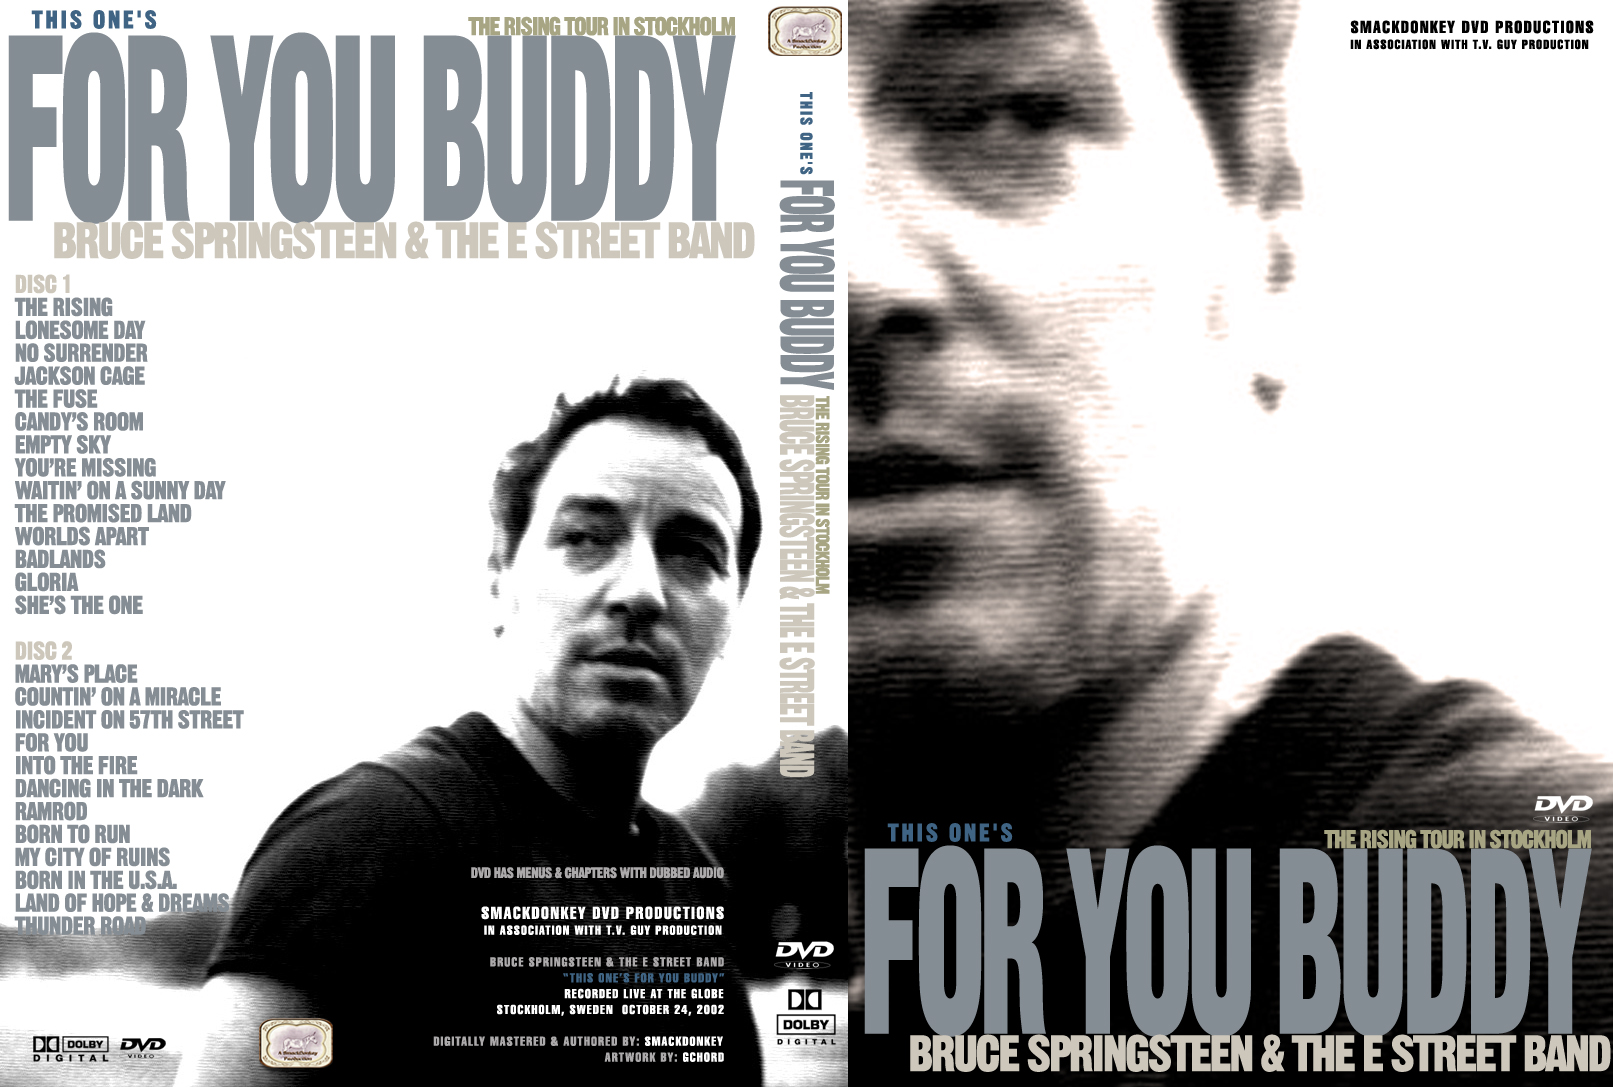 THIS ONE'S
THE RISING TOUR IN STOCKHOLM
FOR YOU BUDDY
BRUCE SPRINGSTEEN & THE E STREET BAND
DISC 1
THE RISING
LONESOME DAY
NO SURRENDER
JACKSON CAGE
THE FUSE
CANDY'S ROOM
EMPTY SKY
YOU'RE MISSING
WAITIN' ON A SUNNY DAY
THE PROMISED LAND
WORLDS APART
BADLANDS
GLORIA
SHE'S THE ONE
DISC 2
MARY'S PLACE
COUNTIN' ON A MIRACLE
INCIDENT ON 57TH STREET
FOR YOU
INTO THE FIRE
DANCING IN THE DARK
RAMROD
BORN TO RUN
MY CITY OF RUINS
BORN IN THE U.S.A.
LAND OF HOPE & DREAMS
THUNDER ROAD
DVD HAS MENUS & CHAPTERS WITH DUBBED AUDIO
SMACKDONKEY DVD PRODUCTIONS
IN ASSOCIATION WITH T.V. GUY PRODUCTION
BRUCE SPRINGSTEEN & THE E STREET BAND
"THIS ONE'S FOR YOU BUDDY"
RECORDED LIVE AT THE GLOBE
STOCKHOLM, SWEDEN OCTOBER 24, 2002
DIGITALLY MASTERED & AUTHORED BY: SMACKDONKEY
ARTWORK BY: GCHORD
DOLBY
DIGITAL
DVD
VIDEO
A SmackDonkey
Production
A SmackDonkey
Production
THIS ONE'S
FOR YOU BUDDY
THE RISING TOUR IN STOCKHOLM
BRUCE SPRINGSTEEN & THE E STREET BAND
DVD
VIDEO
DOLBY
DIGITAL
SMACKDONKEY DVD PRODUCTIONS
IN ASSOCIATION WITH T.V. GUY PRODUCTION
DVD
VIDEO
THIS ONE'S
THE RISING TOUR IN STOCKHOLM
FOR YOU BUDDY
BRUCE SPRINGSTEEN & THE E STREET BAND